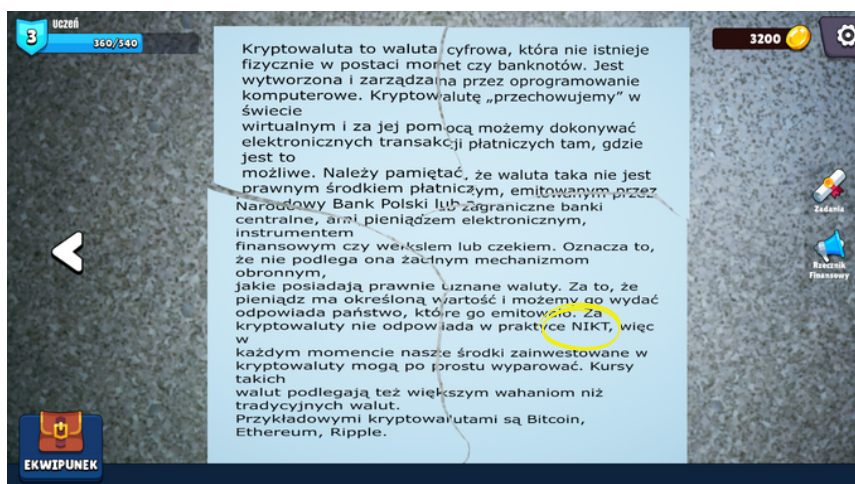 Uczeń
3
360/540
3200
Kryptowaluta to waluta cyfrowa, która nie istnieje
fizycznie w postaci monet czy banknotów. Jest
wytworzona i zarządzana przez oprogramowanie
komputerowe. Kryptowalutę „przechowujemy” w
świecie
wirtualnym i za jej pomocą możemy dokonywać
elektronicznych transakcji płatniczych tam, gdzie
jest to
możliwe. Należy pamiętać, że waluta taka nie jest
prawnym środkiem płatniczym, emitowanym przez
Narodowy Bank Polski lub zagraniczne banki
centralne, ani pieniądzem elektronicznym,
instrumentem
finansowym czy wekslem lub czekiem. Oznacza to,
że nie podlega ona żadnym mechanizmom
obronnym,
jakie posiadają prawnie uznane waluty. Za to, że
pieniądz ma określoną wartość i możemy go wydać
odpowiada państwo, które go emitowało. Za
kryptowaluty nie odpowiada w praktyce NIKT, więc
w
każdym momencie nasze środki zainwestowane w
kryptowaluty mogą po prostu wyparować. Kursy
takich
walut podlegają też większym wahaniom niż
tradycyjnych walut.
Przykładowymi kryptowalutami są Bitcoin,
Ethereum, Ripple.
Zadania
Rzecznik
Finansowy
EKWIPUNEK